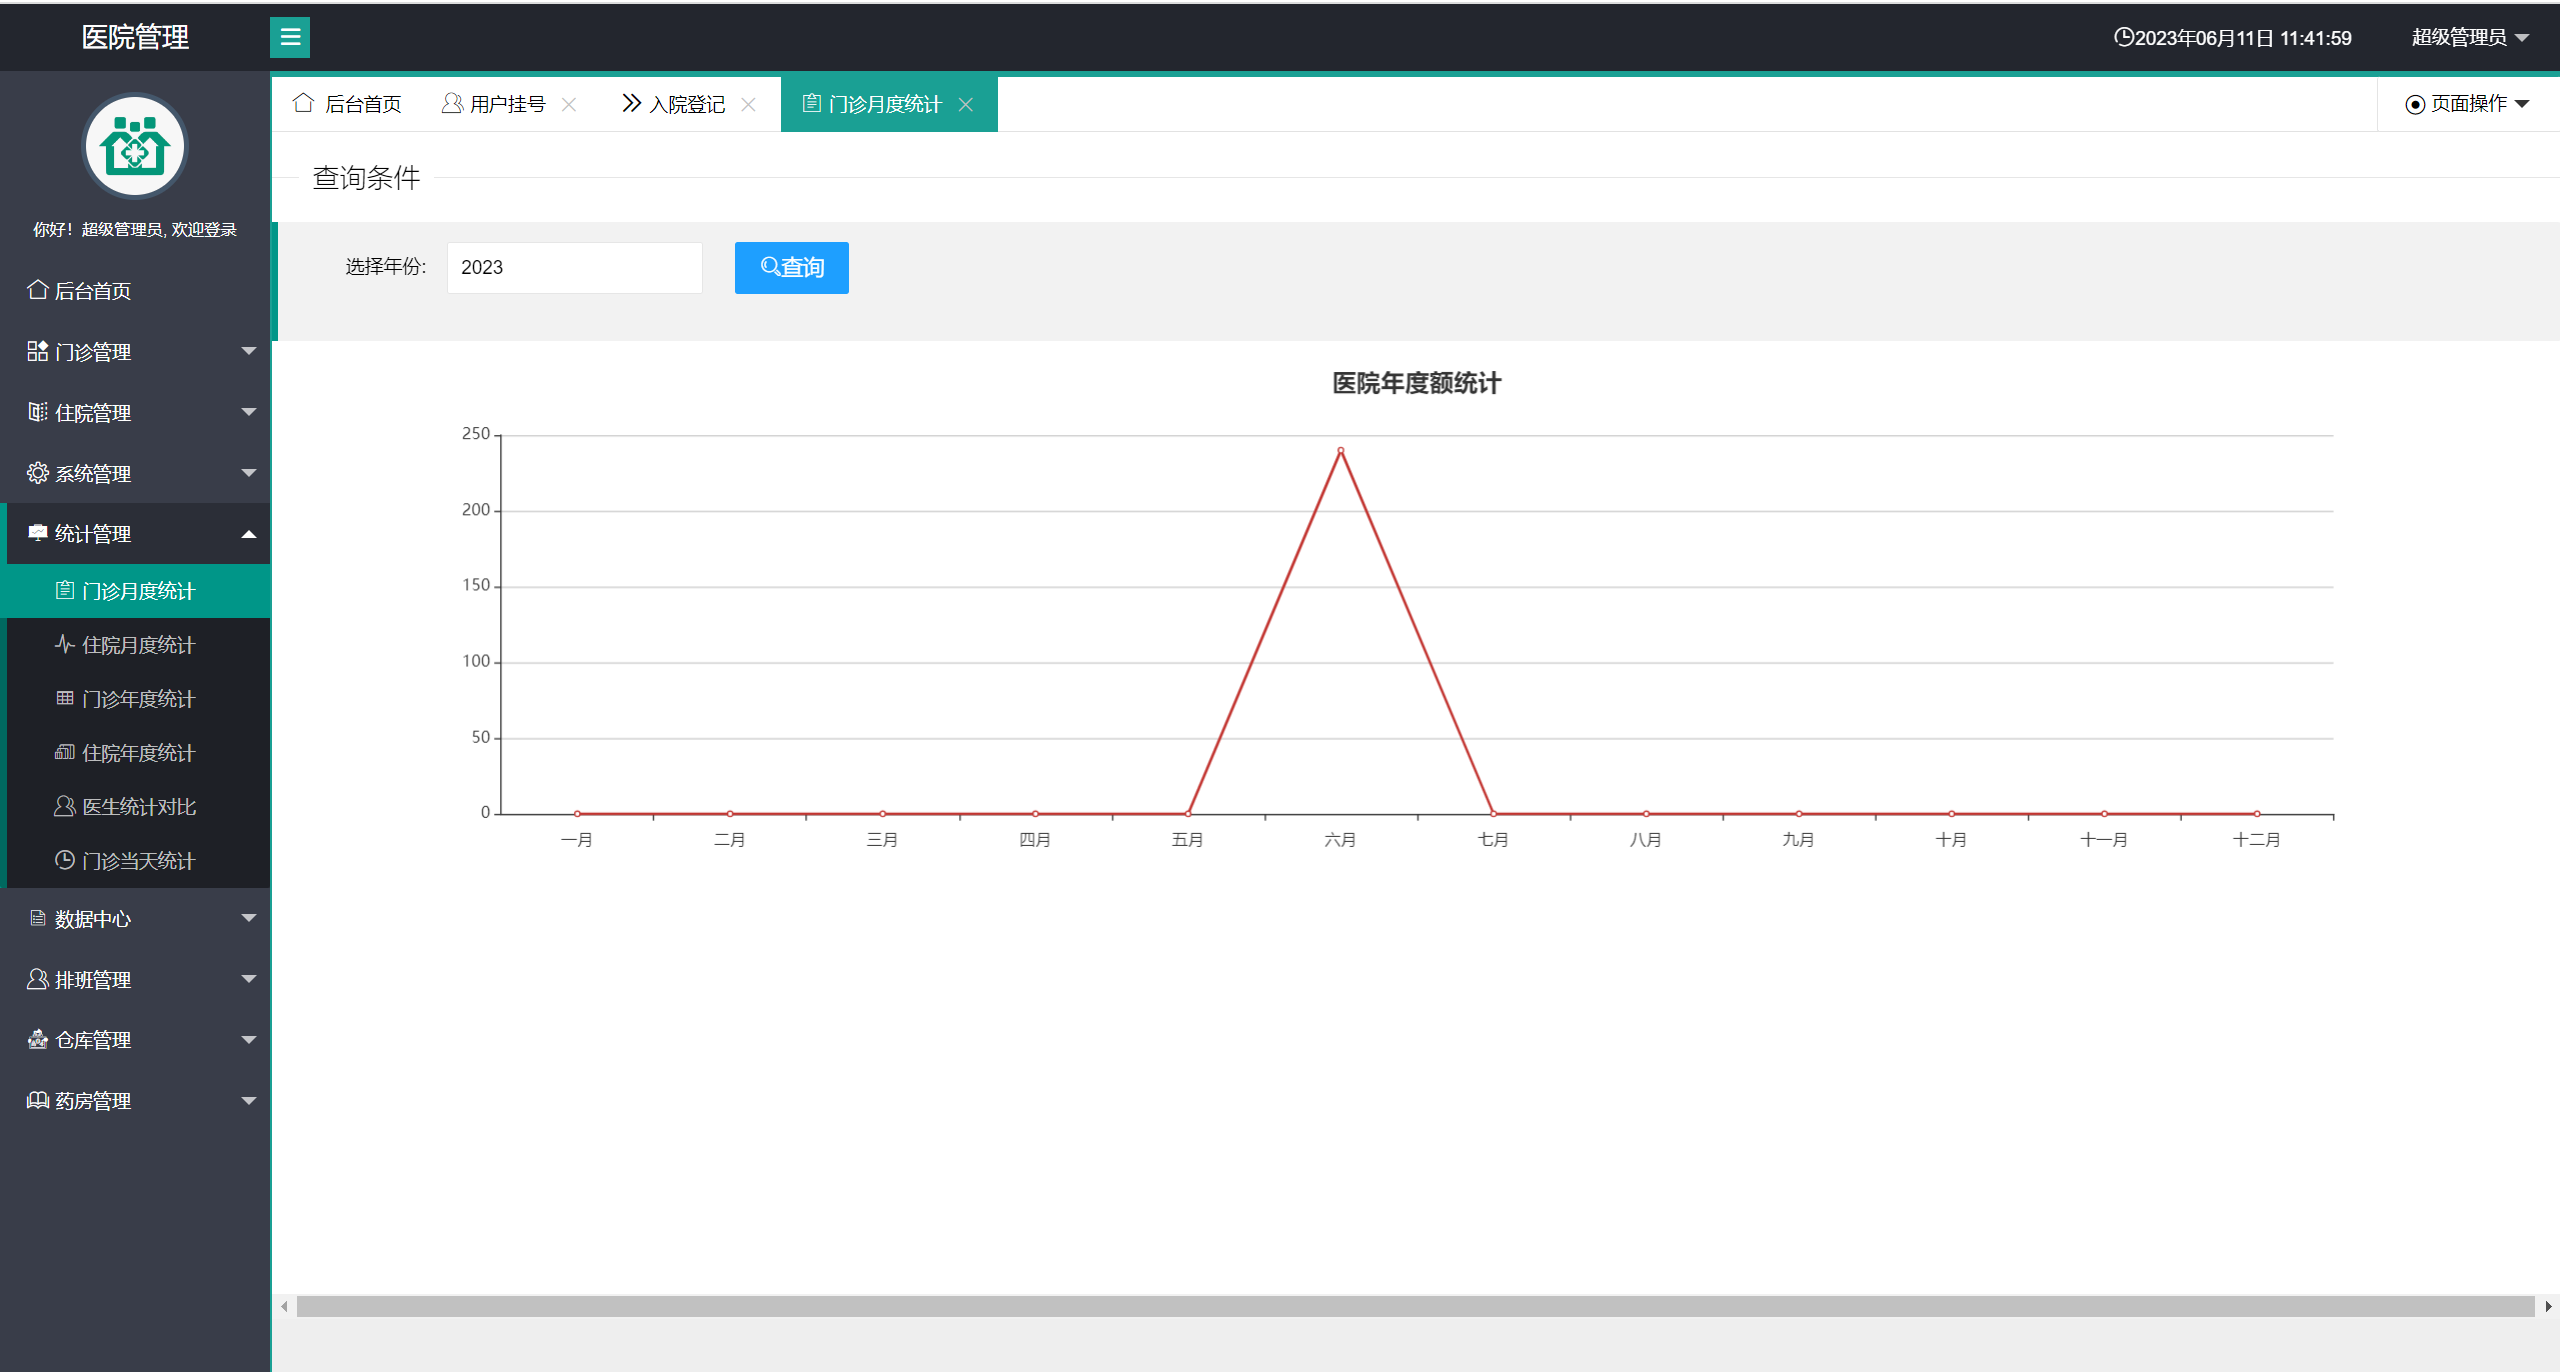 医院管理
2023年06月11日 11:41:59
超级管理员
你好！超级管理员, 欢迎登录
后台首页
门诊管理
住院管理
系统管理
统计管理
门诊月度统计
住院月度统计
门诊年度统计
住院年度统计
医生统计对比
门诊当天统计
数据中心
排班管理
仓库管理
药房管理
后台首页
用户挂号
入院登记
门诊月度统计
页面操作
查询条件
选择年份:
2023
查询
医院年度额统计
250
200
150
100
50
0
一月
二月
三月
四月
五月
六月
七月
八月
九月
十月
十一月
十二月